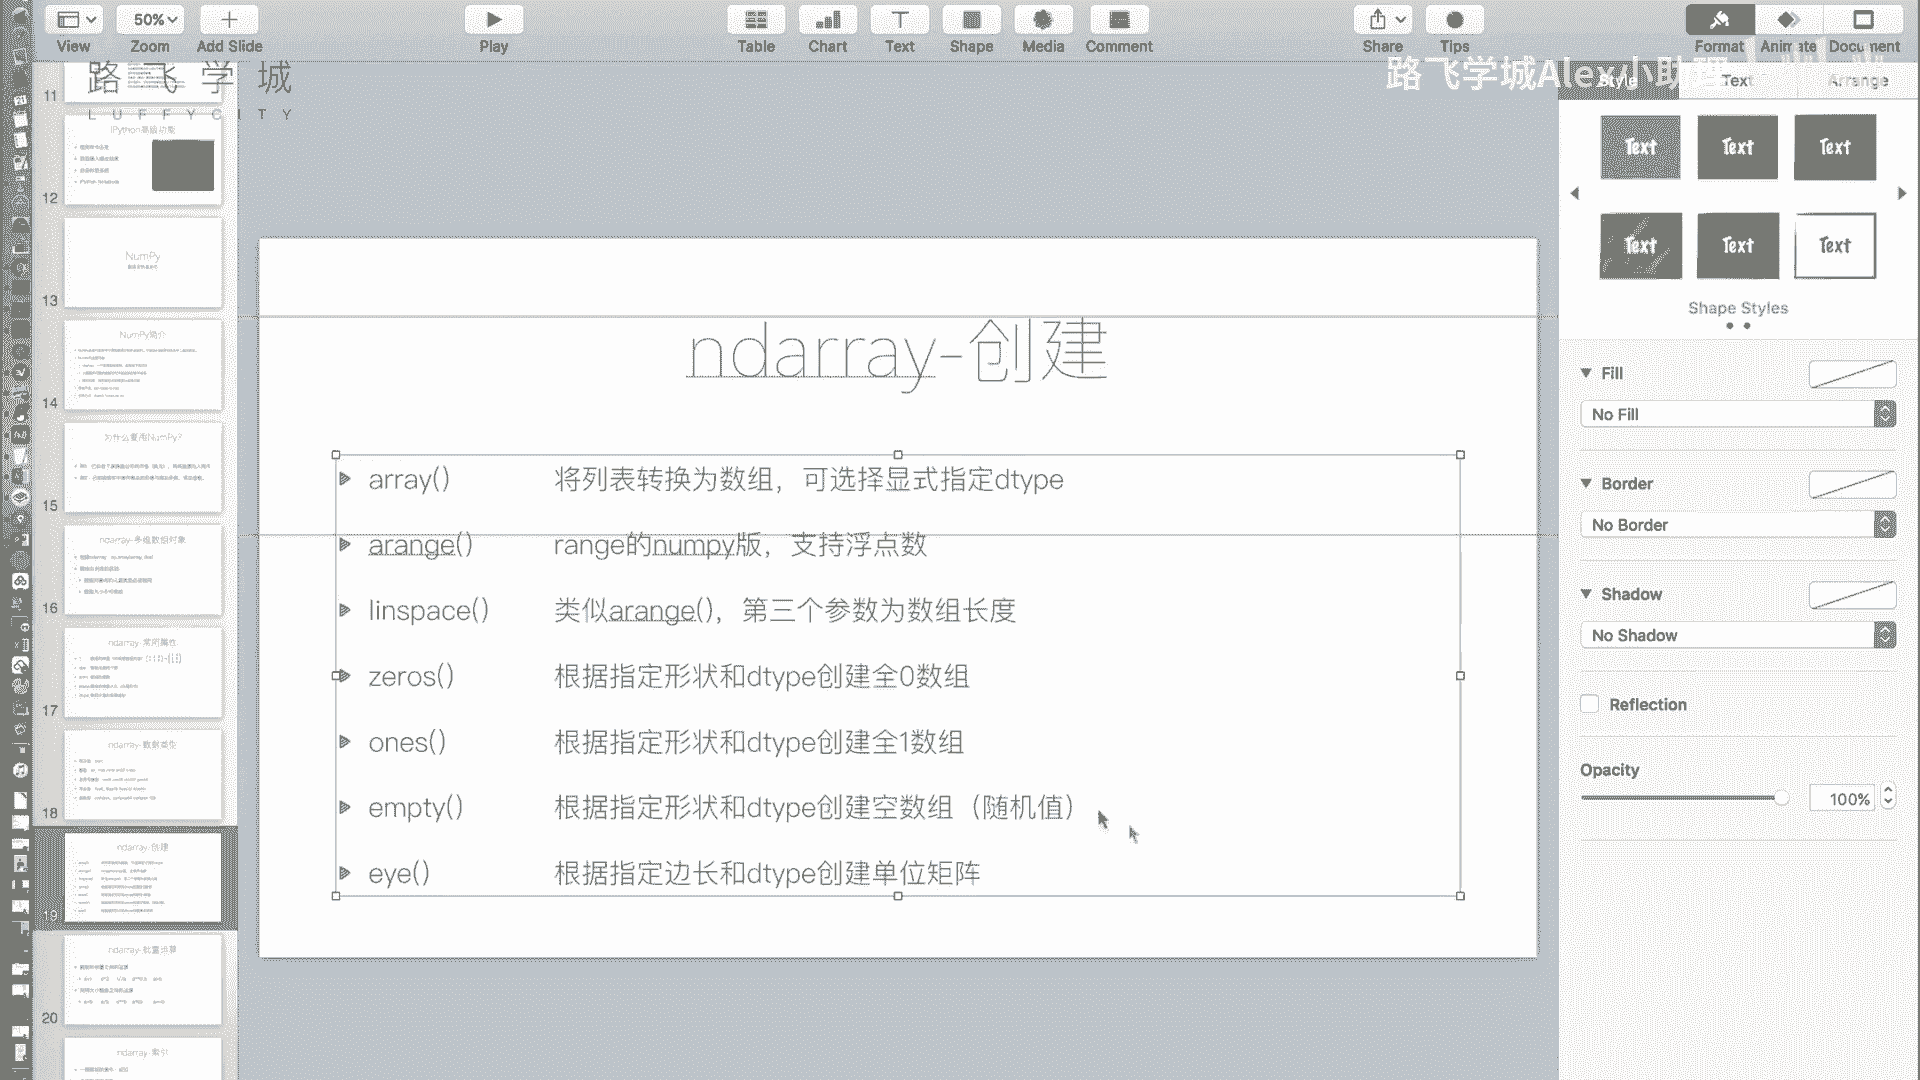 View
50%
Zoom
Add Slide
Play
Table
Chart
Text
Shape
Media
Comment
Share
Tips
Format
Animate
Document
路飞学城
LUFFYCITY
路飞学城Alex小助理
Style
Text
Arrange
11
IPython高级功能
12
NumPy
13
NumPy简介
14
为什么要用NumPy?
15
ndarray-多维数组对象
16
ndarray-常用属性
17
ndarray-数据类型
18
ndarray-创建
19
ndarray-批量运算
20
ndarray-索引
ndarray-创建
array() 将列表转换为数组，可选择显式指定dtype
arange() range的numpy版，支持浮点数
linspace() 类似arange()，第三个参数为数组长度
zeros() 根据指定形状和dtype创建全0数组
ones() 根据指定形状和dtype创建全1数组
empty() 根据指定形状和dtype创建空数组（随机值）
eye() 根据指定边长和dtype创建单位矩阵
Text Text Text
Text Text Text
Shape Styles
Fill
No Fill
Border
No Border
Shadow
No Shadow
Reflection
Opacity
100%